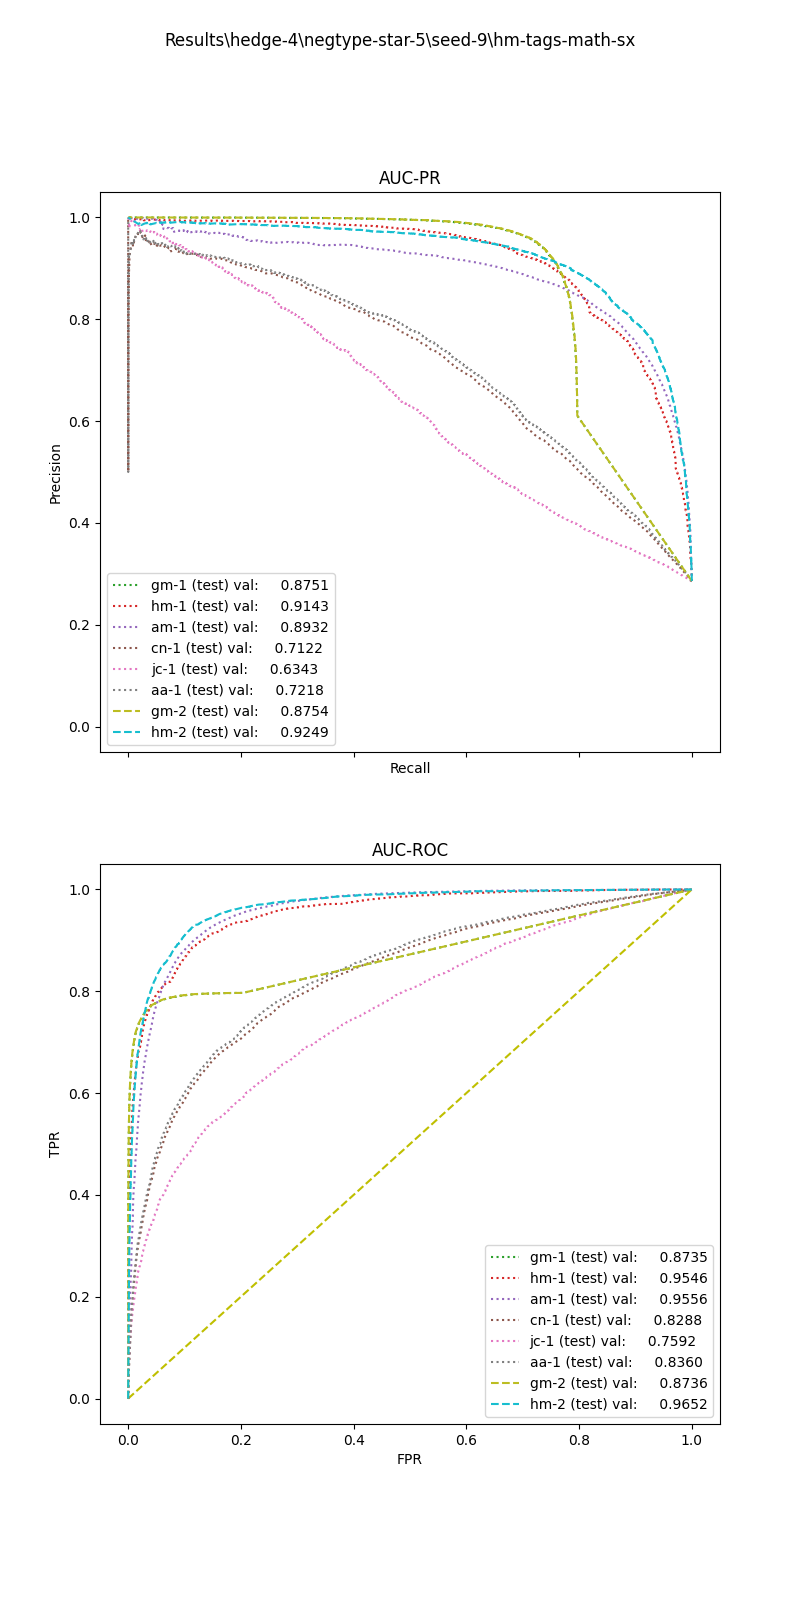 Results\hedge-4\negtype-star-5\seed-9\hm-tags-math-sx
AUC-PR
1.0
0.8
0.6
0.4
0.2
0.0
Precision
gm-1 (test) val: 0.8751
hm-1 (test) val: 0.9143
am-1 (test) val: 0.8932
cn-1 (test) val: 0.7122
jc-1 (test) val: 0.6343
aa-1 (test) val: 0.7218
gm-2 (test) val: 0.8754
hm-2 (test) val: 0.9249
Recall
AUC-ROC
1.0
0.8
0.6
0.4
0.2
0.0
TPR
gm-1 (test) val: 0.8735
hm-1 (test) val: 0.9546
am-1 (test) val: 0.9556
cn-1 (test) val: 0.8288
jc-1 (test) val: 0.7592
aa-1 (test) val: 0.8360
gm-2 (test) val: 0.8736
hm-2 (test) val: 0.9652
0.0 0.2 0.4 0.6 0.8 1.0
FPR